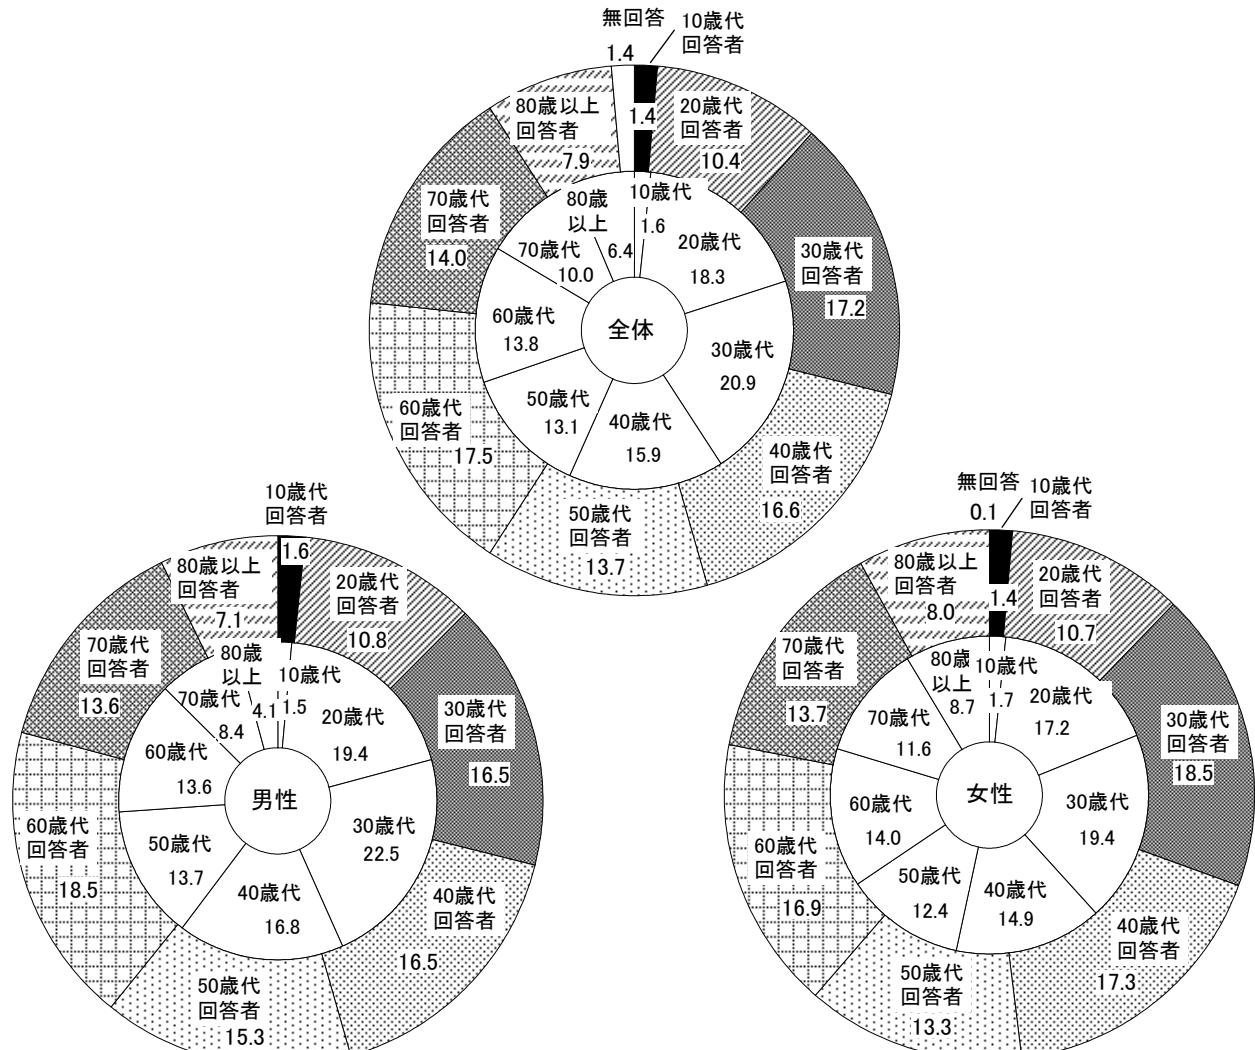 無回答
1.4
10歳代
回答者
1.4
20歳代
回答者
10.4
30歳代
回答者
17.2
40歳代
回答者
16.6
50歳代
回答者
13.7
60歳代
回答者
17.5
70歳代
回答者
14.0
80歳以上
回答者
7.9
10歳代
1.6
20歳代
18.3
30歳代
20.9
40歳代
15.9
50歳代
13.1
60歳代
13.8
70歳代
10.0
80歳
以上
6.4
全体
10歳代
回答者
1.6
20歳代
回答者
10.8
30歳代
回答者
16.5
40歳代
回答者
16.5
50歳代
回答者
15.3
60歳代
回答者
18.5
70歳代
回答者
13.6
80歳以上
回答者
7.1
10歳代
1.5
20歳代
19.4
30歳代
22.5
40歳代
16.8
50歳代
13.7
60歳代
13.6
70歳代
8.4
80歳
以上
4.1
男性
無回答
0.1
10歳代
回答者
1.4
20歳代
回答者
10.7
30歳代
回答者
18.5
40歳代
回答者
17.3
50歳代
回答者
13.3
60歳代
回答者
16.9
70歳代
回答者
13.7
80歳以上
回答者
8.0
10歳代
1.7
20歳代
17.2
30歳代
19.4
40歳代
14.9
50歳代
12.4
60歳代
14.0
70歳代
11.6
80歳
以上
8.7
女性